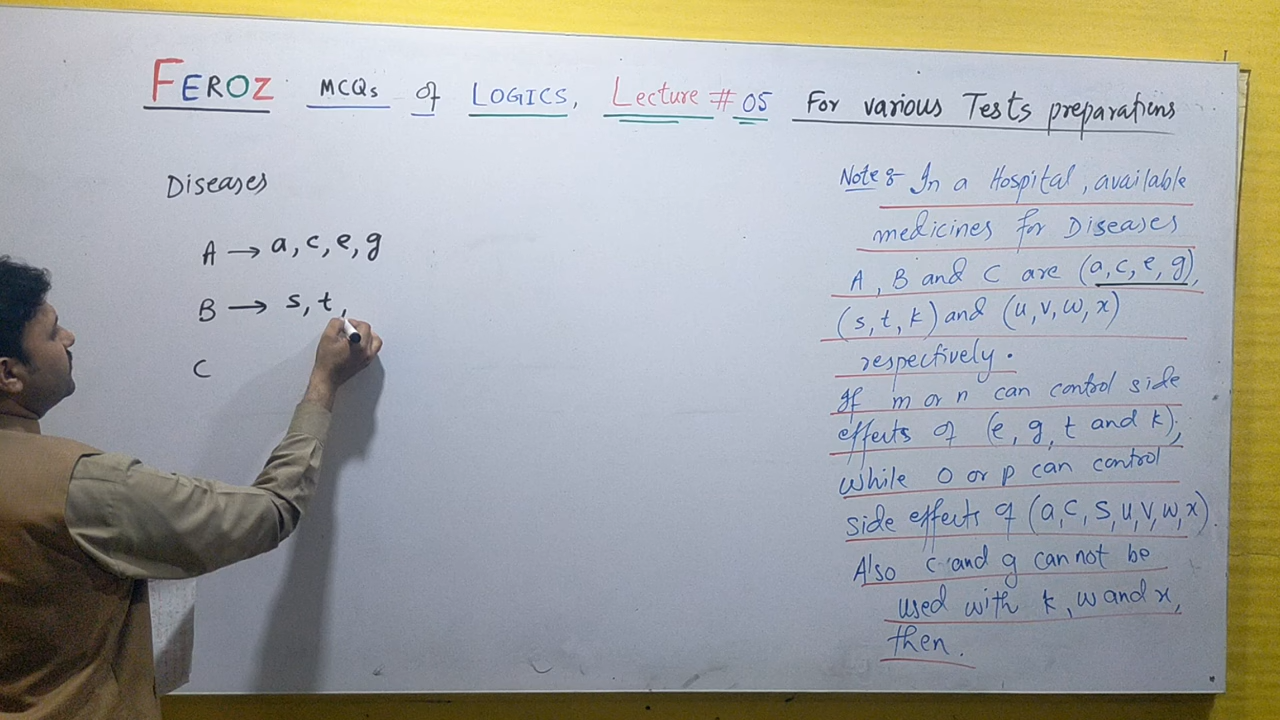 FEROZ MCQs of LOGICS, Lecture # 05 For various Tests preparations
Diseases
A → a, c, e, g
B → s, t,
C
Note :- In a Hospital, available
medicines for Diseases
A, B and C are (a, c, e, g),
(s, t, k) and (u, v, w, x)
respectively.
If m or n can control side
effects of (e, g, t and k),
while o or p can control
side effects of (a, c, s, u, v, w, x)
Also c and g cannot be
used with k, w and x,
then.